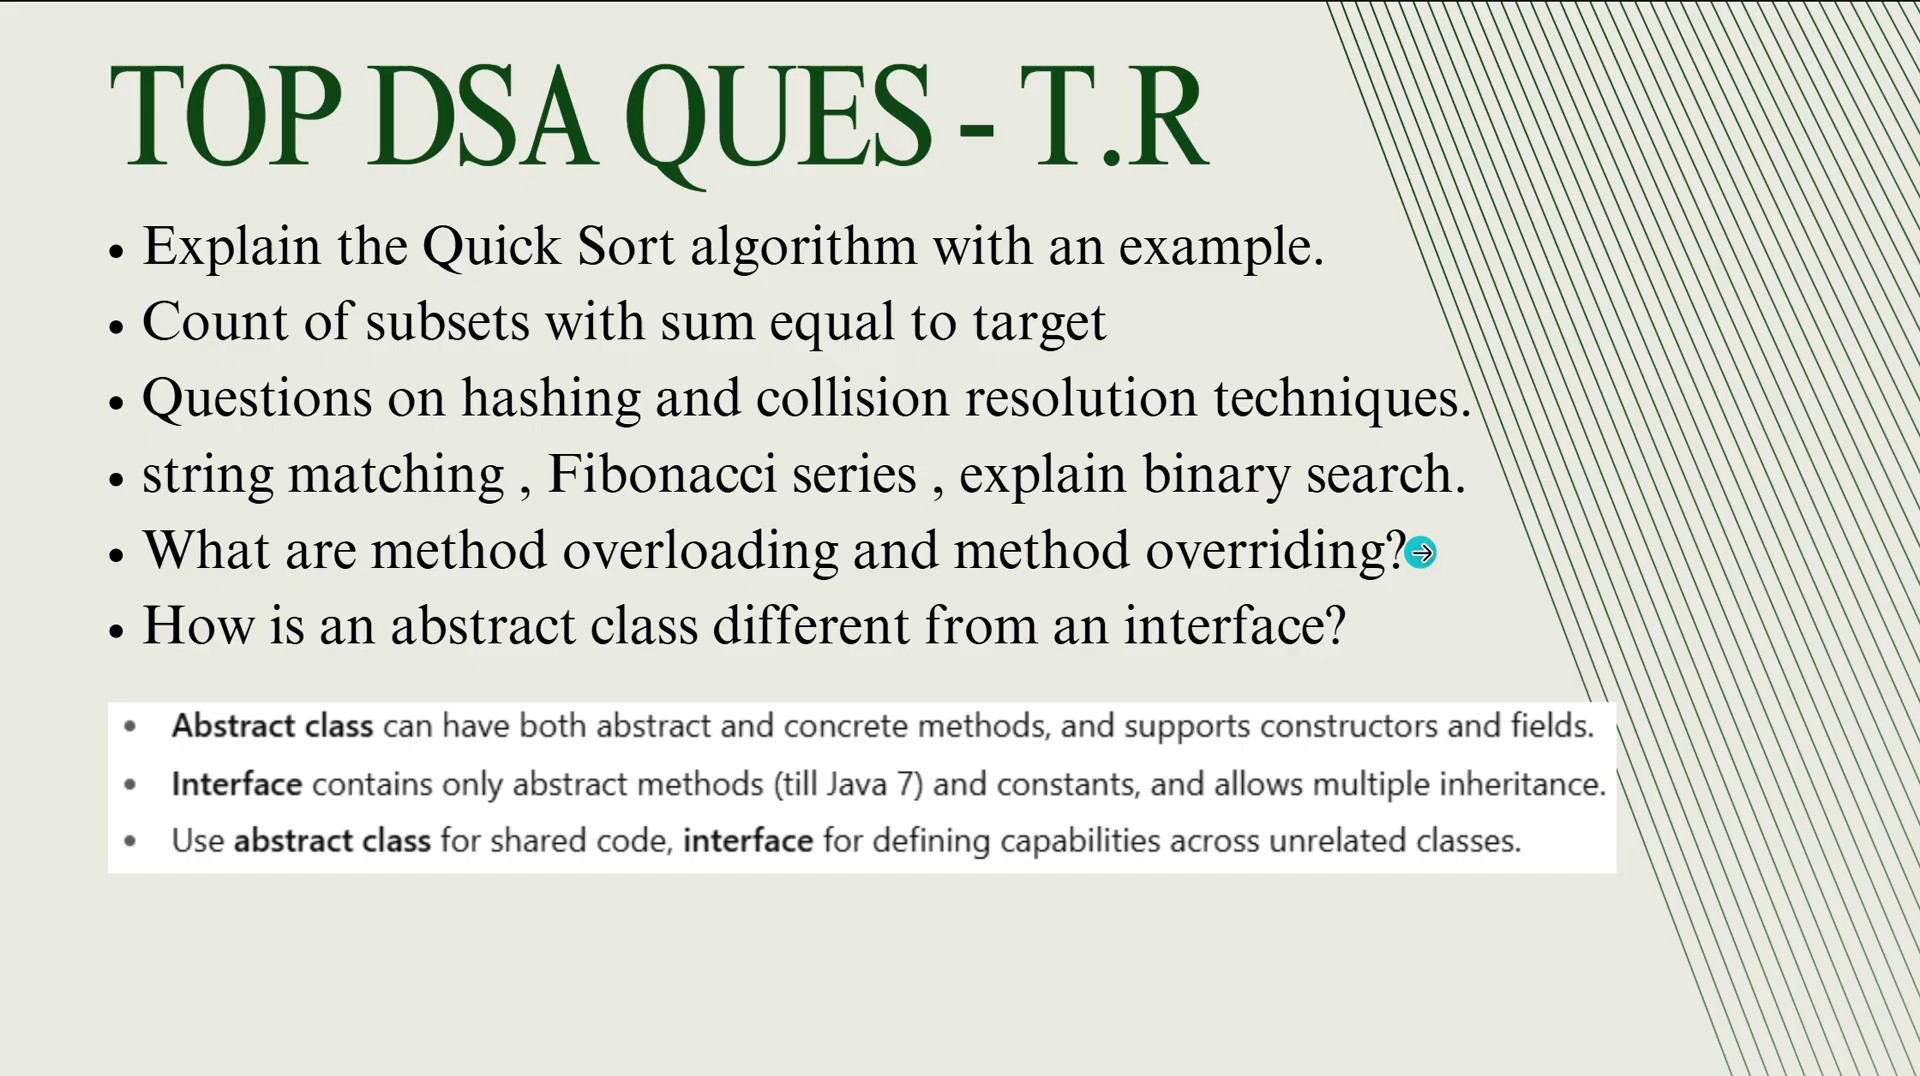 TOP DSA QUES - T.R
• Explain the Quick Sort algorithm with an example.
• Count of subsets with sum equal to target
• Questions on hashing and collision resolution techniques.
• string matching , Fibonacci series , explain binary search.
• What are method overloading and method overriding?
• How is an abstract class different from an interface?
• Abstract class can have both abstract and concrete methods, and supports constructors and fields.
• Interface contains only abstract methods (till Java 7) and constants, and allows multiple inheritance.
• Use abstract class for shared code, interface for defining capabilities across unrelated classes.